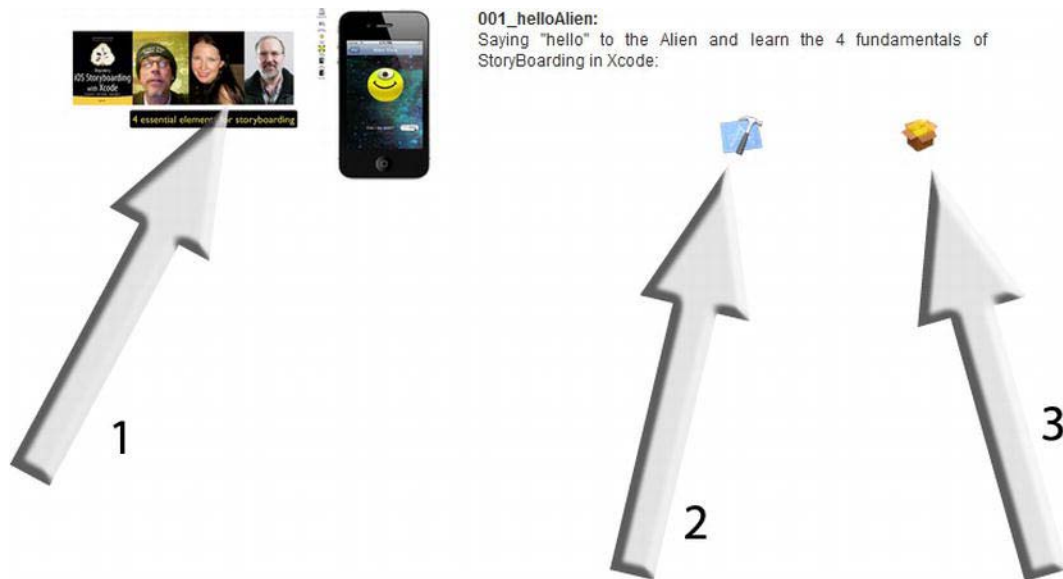 iOS Storyboarding
with Xcode
4 essential elements for storyboarding
001_helloAlien:
Saying "hello" to the Alien and learn the 4 fundamentals of
StoryBoarding in Xcode:
1
2
3